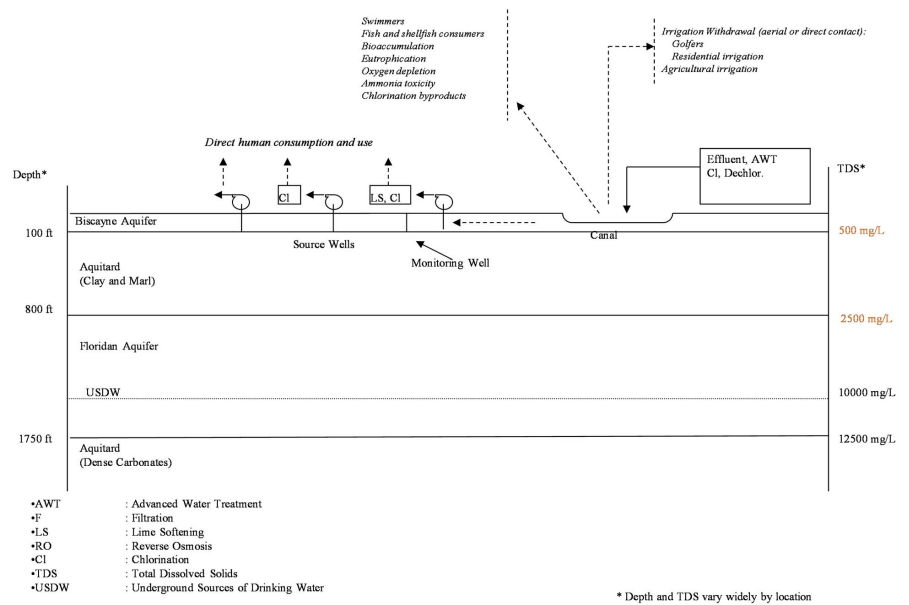 Swimmers
Fish and shellfish consumers
Bioaccumulation
Eutrophication
Oxygen depletion
Ammonia toxicity
Chlorination byproducts
Irrigation Withdrawal (aerial or direct contact):
Golfers
Residential irrigation
Agricultural irrigation
Direct human consumption and use
Effluent, AWT
Cl, Dechlor.
Depth*
TDS*
Cl
LS, Cl
Biscayne Aquifer
100 ft
500 mg/L
Canal
Source Wells
Monitoring Well
Aquitard
(Clay and Marl)
800 ft
2500 mg/L
Floridan Aquifer
USDW
10000 mg/L
1750 ft
12500 mg/L
Aquitard
(Dense Carbonates)
•AWT : Advanced Water Treatment
•F : Filtration
•LS : Lime Softening
•RO : Reverse Osmosis
•Cl : Chlorination
•TDS : Total Dissolved Solids
•USDW : Underground Sources of Drinking Water
* Depth and TDS vary widely by location